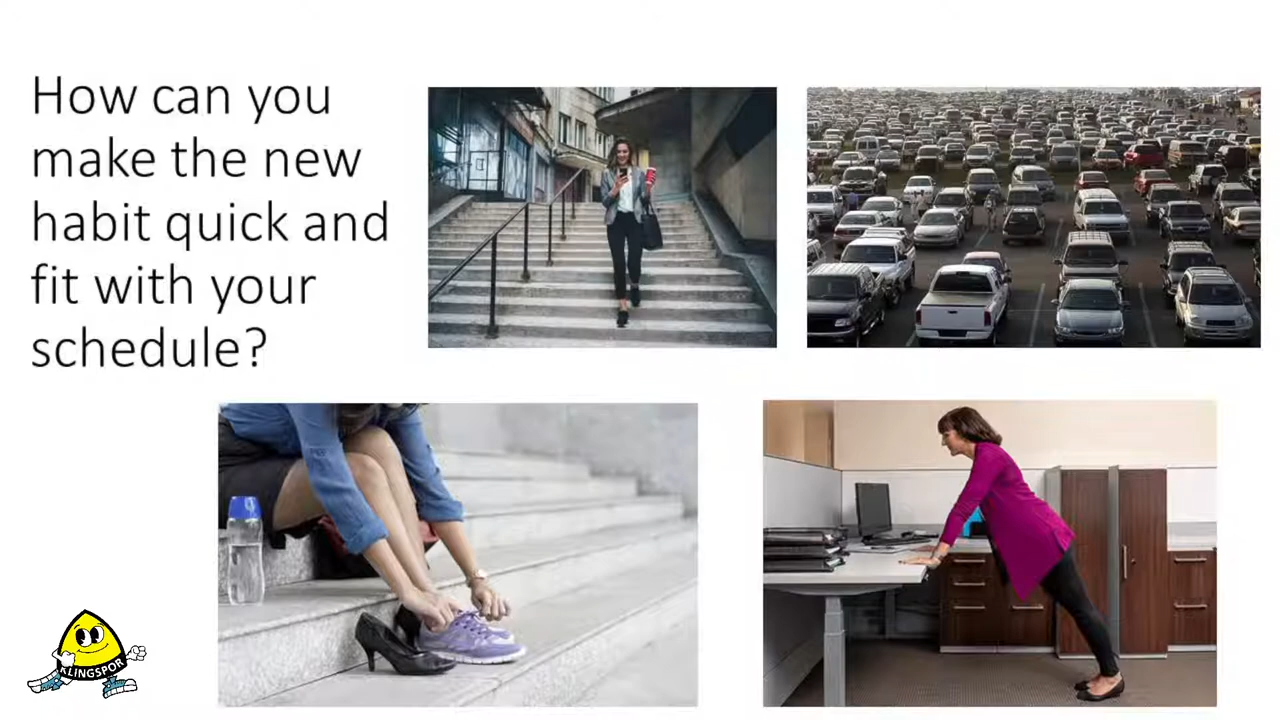 How can you
make the new
habit quick and
fit with your
schedule?
KLINGSPOR